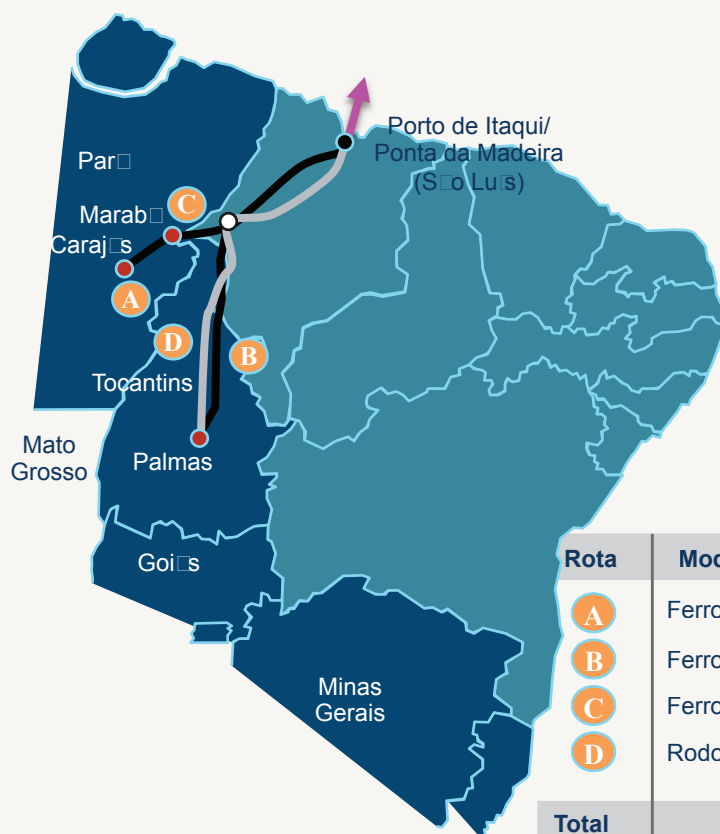 Porto de Itaqui/
Ponta da Madeira
(S□o Lu□s)
Par□
C
Marab□
Caraj□s
A
D
B
Tocantins
Mato
Grosso
Palmas
Goi□s
Minas
Gerais
Rota
A
Ferro
B
Ferro
C
Ferro
D
Rodo
Total